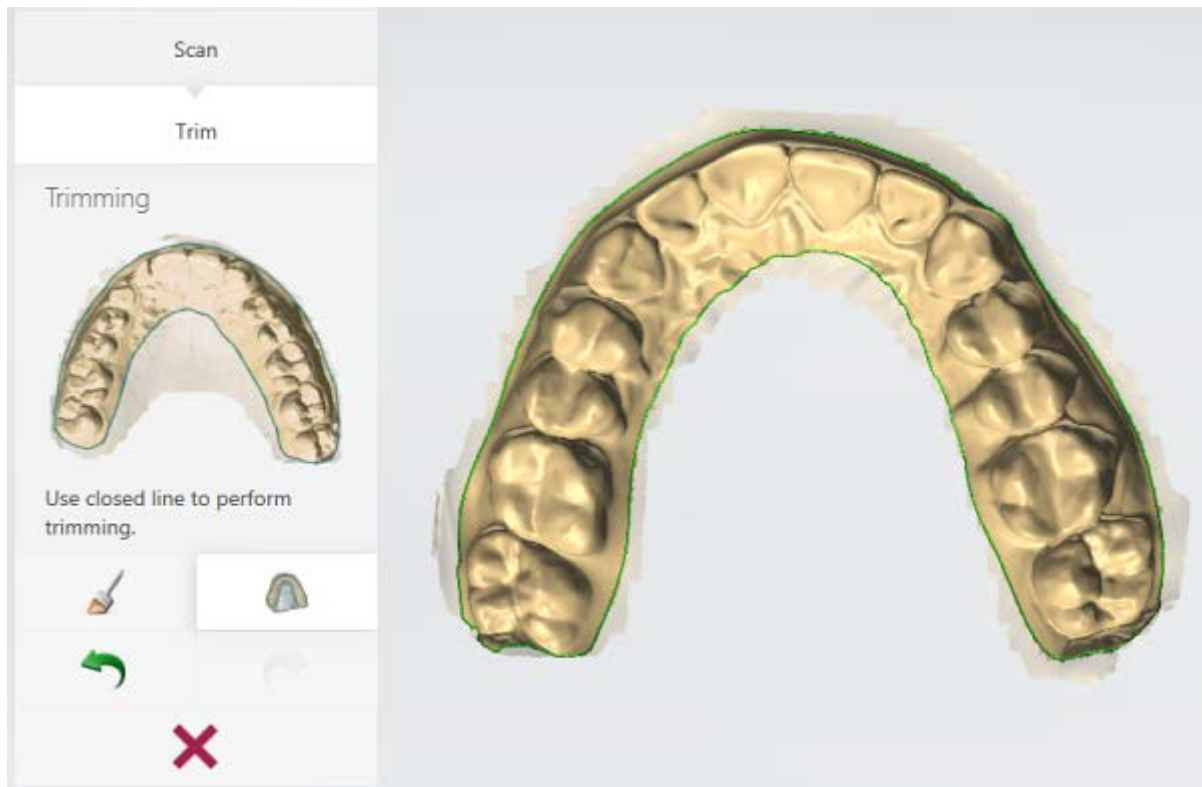 Scan
Trim
Trimming
Use closed line to perform
trimming.